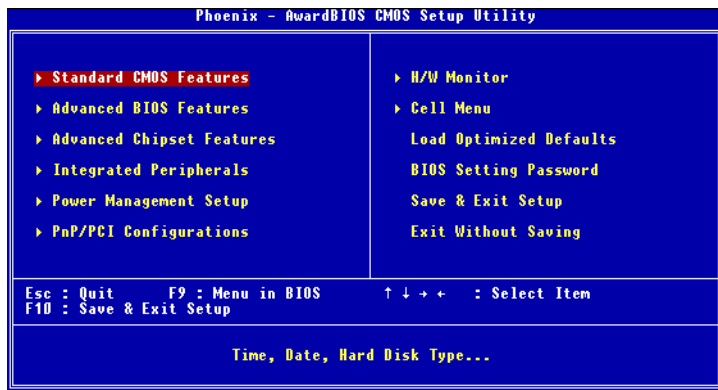 Phoenix - AwardBIOS CMOS Setup Utility
▸ Standard CMOS Features
▸ Advanced BIOS Features
▸ Advanced Chipset Features
▸ Integrated Peripherals
▸ Power Management Setup
▸ PnP/PCI Configurations
▸ H/W Monitor
▸ Cell Menu
Load Optimized Defaults
BIOS Setting Password
Save & Exit Setup
Exit Without Saving
Esc : Quit F9 : Menu in BIOS ↑ ↓ → ← : Select Item
F10 : Save & Exit Setup
Time, Date, Hard Disk Type...